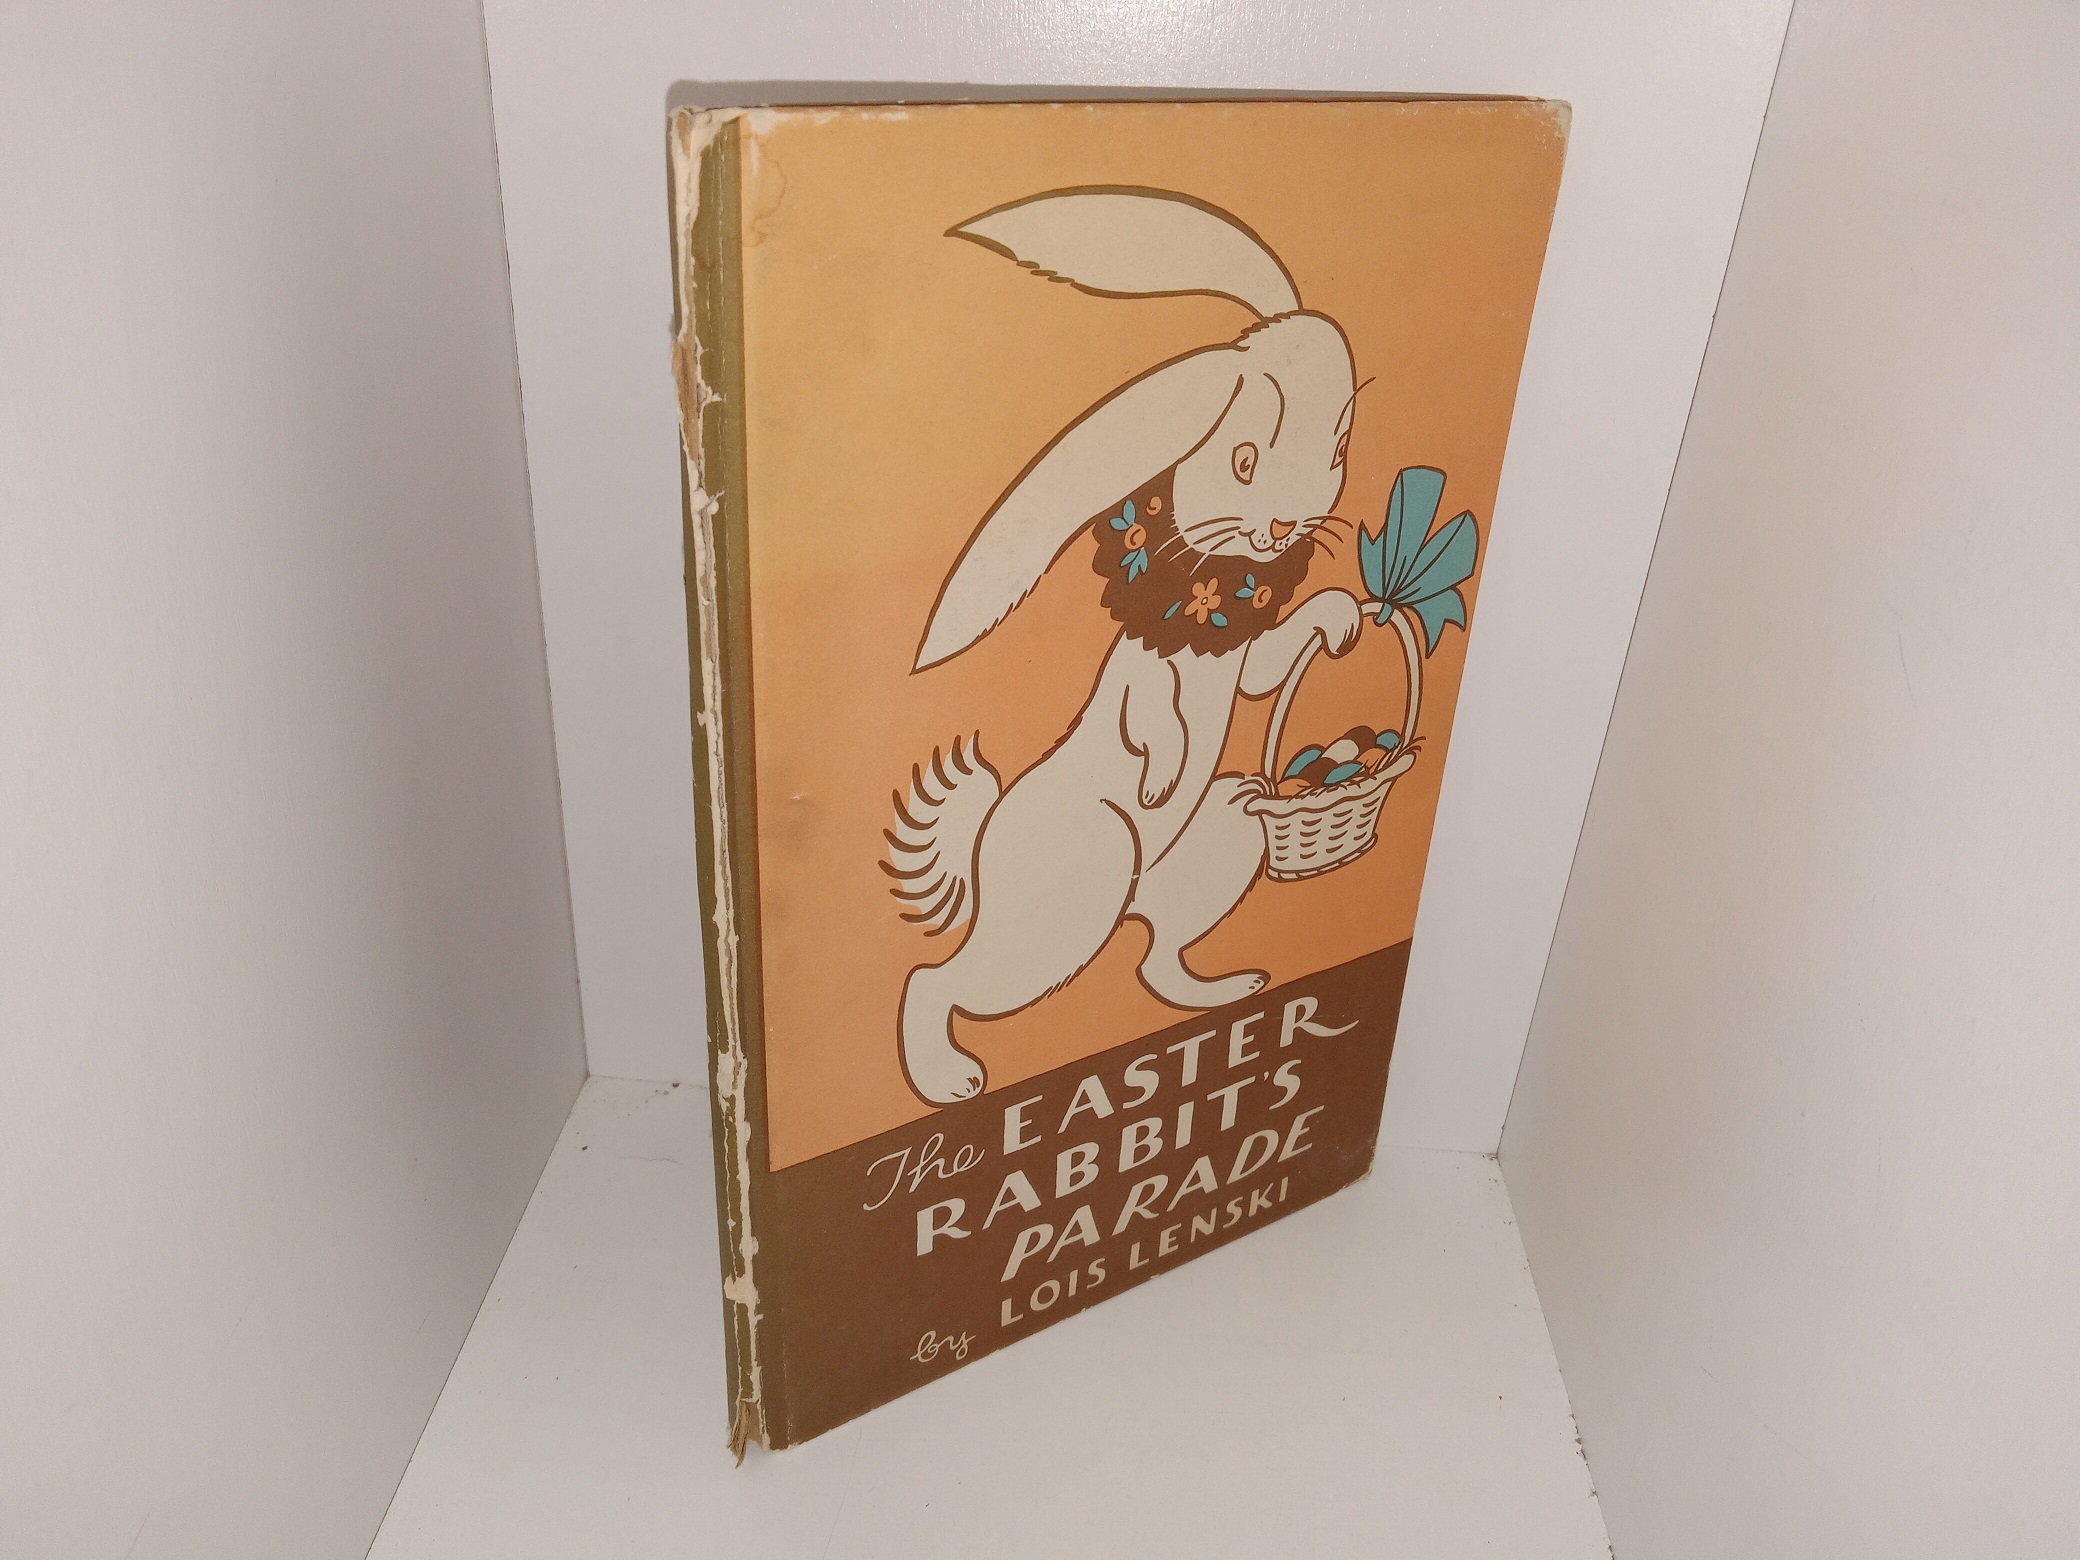 The EASTER
RABBIT'S
PARADE
by LOIS LENSKI